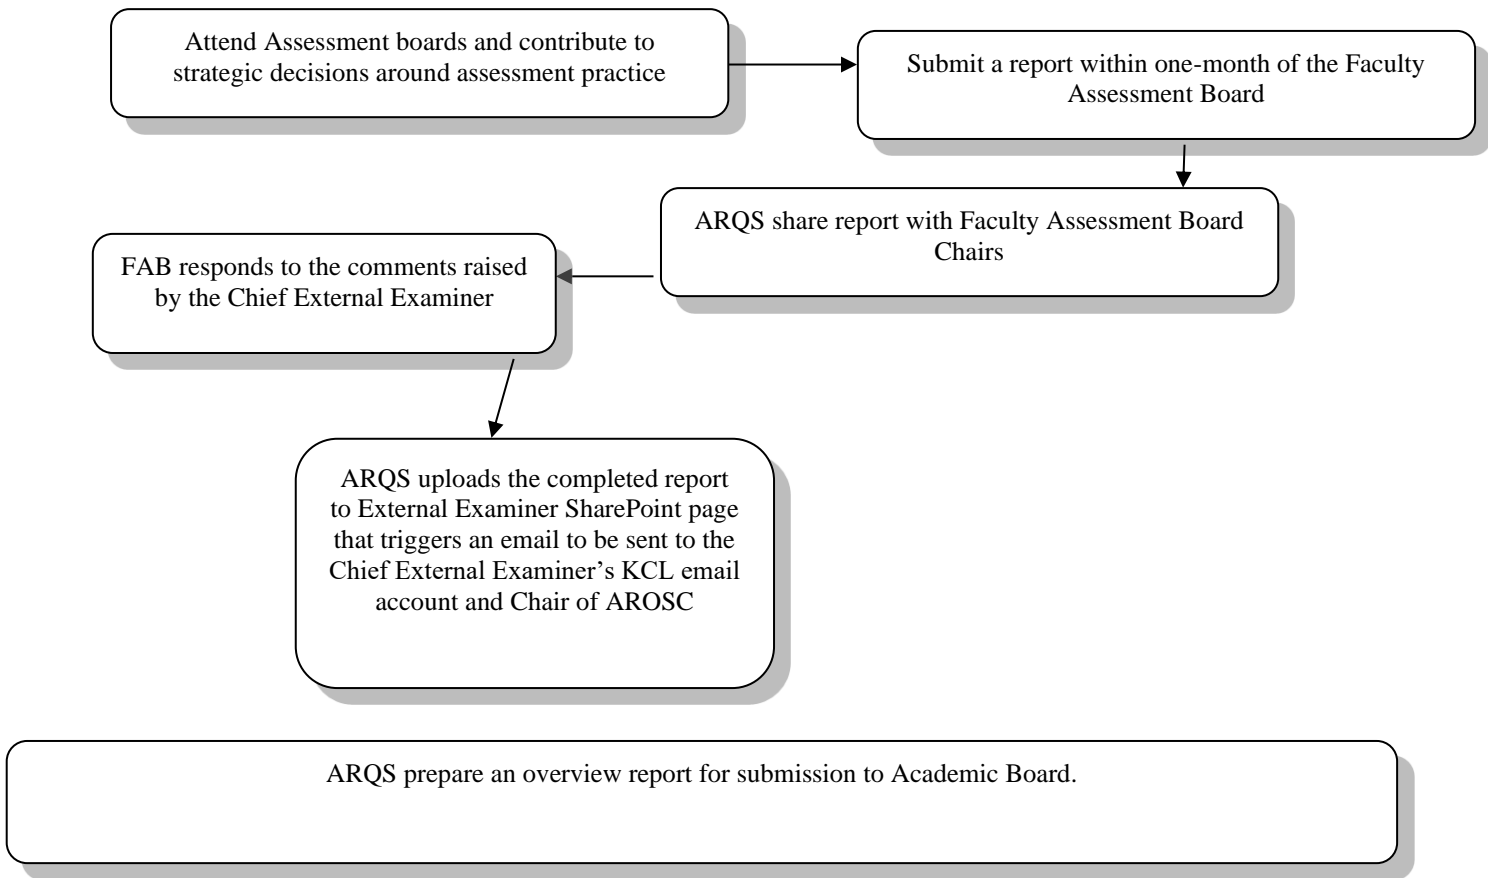 Attend Assessment boards and contribute to
strategic decisions around assessment practice
Submit a report within one-month of the Faculty
Assessment Board
ARQS share report with Faculty Assessment Board
Chairs
FAB responds to the comments raised
by the Chief External Examiner
ARQS uploads the completed report
to External Examiner SharePoint page
that triggers an email to be sent to the
Chief External Examiner’s KCL email
account and Chair of AROSC
ARQS prepare an overview report for submission to Academic Board.